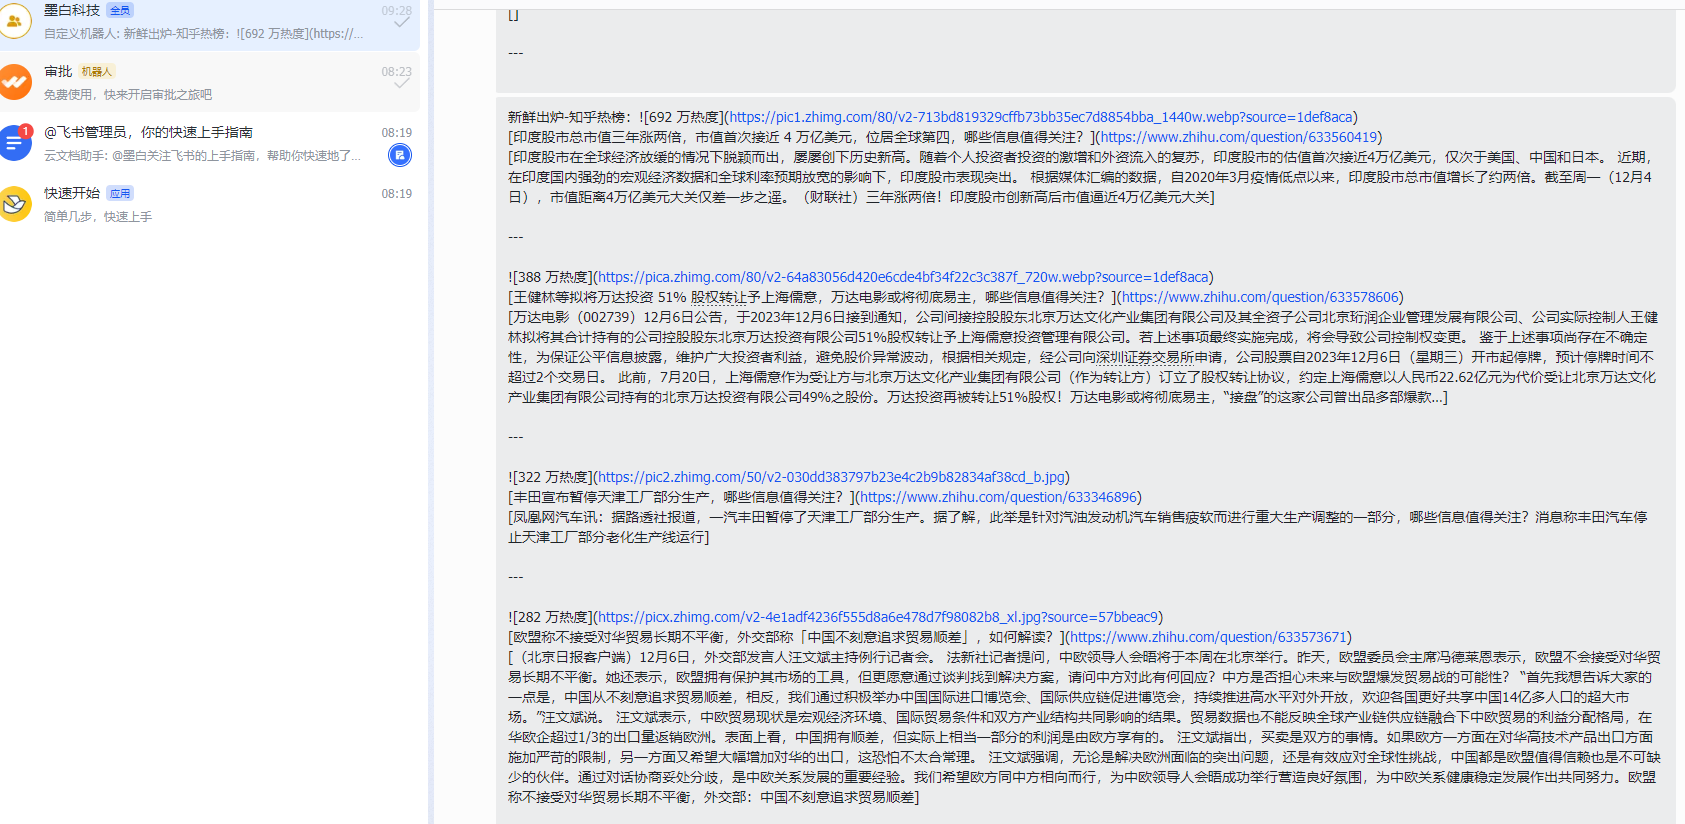 墨白科技 全员 09:28
自定义机器人: 新鲜出炉-知乎热榜：![692 万热度](https://...
审批 机器人 08:23
免费使用，快来开启审批之旅吧
1
@飞书管理员，你的快速上手指南 08:19
云文档助手: @墨白关注飞书的上手指南，帮助你快速地了...
快速开始 应用 08:19
简单几步，快速上手
[]
---
新鲜出炉-知乎热榜：![692 万热度](https://pic1.zhimg.com/80/v2-713bd819329cffb73bb35ec7d8854bba_1440w.webp?source=1def8aca)
[印度股市总市值三年涨两倍，市值首次接近 4 万亿美元，位居全球第四，哪些信息值得关注？](https://www.zhihu.com/question/633560419)
[印度股市在全球经济放缓的情况下脱颖而出，屡屡创下历史新高。随着个人投资者投资的激增和外资流入的复苏，印度股市的估值首次接近4万亿美元，仅次于美国、中国和日本。 近期，
在印度国内强劲的宏观经济数据和全球利率预期放宽的影响下，印度股市表现突出。 根据媒体汇编的数据，自2020年3月疫情低点以来，印度股市总市值增长了约两倍。截至周一（12月4
日），市值距离4万亿美元大关仅差一步之遥。（财联社）三年涨两倍！印度股市创新高后市值逼近4万亿美元大关]
---
![388 万热度](https://pica.zhimg.com/80/v2-64a83056d420e6cde4bf34f22c3c387f_720w.webp?source=1def8aca)
[王健林等拟将万达投资 51% 股权转让予上海儒意，万达电影或将彻底易主，哪些信息值得关注？](https://www.zhihu.com/question/633578606)
[万达电影（002739）12月6日公告，于2023年12月6日接到通知，公司间接控股股东北京万达文化产业集团有限公司及其全资子公司北京珩润企业管理发展有限公司、公司实际控制人王健
林拟将其合计持有的公司控股股东北京万达投资有限公司51%股权转让予上海儒意投资管理有限公司。若上述事项最终实施完成，将会导致公司控制权变更。 鉴于上述事项尚存在不确定
性，为保证公平信息披露，维护广大投资者利益，避免股价异常波动，根据相关规定，经公司向深圳证券交易所申请，公司股票自2023年12月6日（星期三）开市起停牌，预计停牌时间不
超过2个交易日。 此前，7月20日，上海儒意作为受让方与北京万达文化产业集团有限公司（作为转让方）订立了股权转让协议，约定上海儒意以人民币22.62亿元为代价受让北京万达文化
产业集团有限公司持有的北京万达投资有限公司49%之股份。万达投资再被转让51%股权！万达电影或将彻底易主，“接盘”的这家公司曾出品多部爆款...]
---
![322 万热度](https://pic2.zhimg.com/50/v2-030dd383797b23e4c2b9b82834af38cd_b.jpg)
[丰田宣布暂停天津工厂部分生产，哪些信息值得关注？](https://www.zhihu.com/question/633346896)
[凤凰网汽车讯：据路透社报道，一汽丰田暂停了天津工厂部分生产。据了解，此举是针对汽油发动机汽车销售疲软而进行重大生产调整的一部分，哪些信息值得关注？消息称丰田汽车停
止天津工厂部分老化生产线运行]
---
![282 万热度](https://picx.zhimg.com/v2-4e1adf4236f555d8a6e478d7f98082b8_xl.jpg?source=57bbeac9)
[欧盟称不接受对华贸易长期不平衡，外交部称「中国不刻意追求贸易顺差」，如何解读？](https://www.zhihu.com/question/633573671)
[（北京日报客户端）12月6日，外交部发言人汪文斌主持例行记者会。 法新社记者提问，中欧领导人会晤将于本周在北京举行。昨天，欧盟委员会主席冯德莱恩表示，欧盟不会接受对华贸
易长期不平衡。她还表示，欧盟拥有保护其市场的工具，但更愿意通过谈判找到解决方案，请问中方对此有何回应？中方是否担心未来与欧盟爆发贸易战的可能性？ “首先我想告诉大家的
一点是，中国从不刻意追求贸易顺差，相反，我们通过积极举办中国国际进口博览会、国际供应链促进博览会，持续推进高水平对外开放，欢迎各国更好共享中国14亿多人口的超大市
场。”汪文斌说。 汪文斌表示，中欧贸易现状是宏观经济环境、国际贸易条件和双方产业结构共同影响的结果。贸易数据也不能反映全球产业链供应链融合下中欧贸易的利益分配格局，在
华欧企超过1/3的出口量返销欧洲。表面上看，中国拥有顺差，但实际上相当一部分的利润是由欧方享有的。 汪文斌指出，买卖是双方的事情。如果欧方一方面在对华高技术产品出口方面
施加严苛的限制，另一方面又希望大幅增加对华的出口，这恐怕不太合常理。 汪文斌强调，无论是解决欧洲面临的突出问题，还是有效应对全球性挑战，中国都是欧盟值得信赖也是不可缺
少的伙伴。通过对话协商妥处分歧，是中欧关系发展的重要经验。我们希望欧方同中方相向而行，为中欧领导人会晤成功举行营造良好氛围，为中欧关系健康稳定发展作出共同努力。欧盟
称不接受对华贸易长期不平衡，外交部：中国不刻意追求贸易顺差]